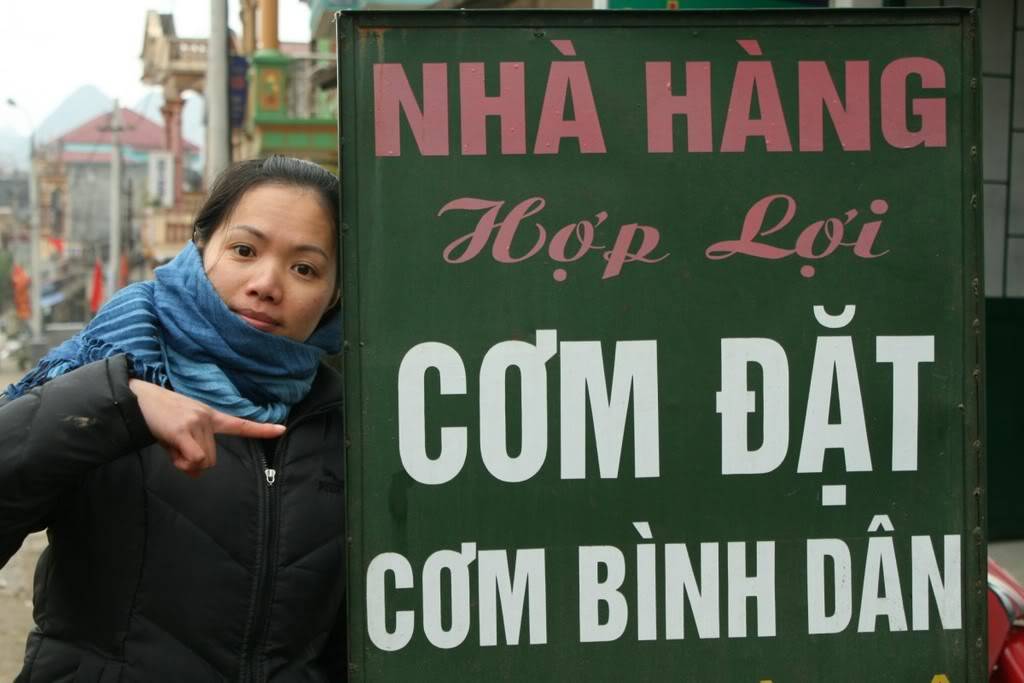 NHÀ HÀNG
Hợp Lợi
CƠM ĐẶT
CƠM BÌNH DÂN